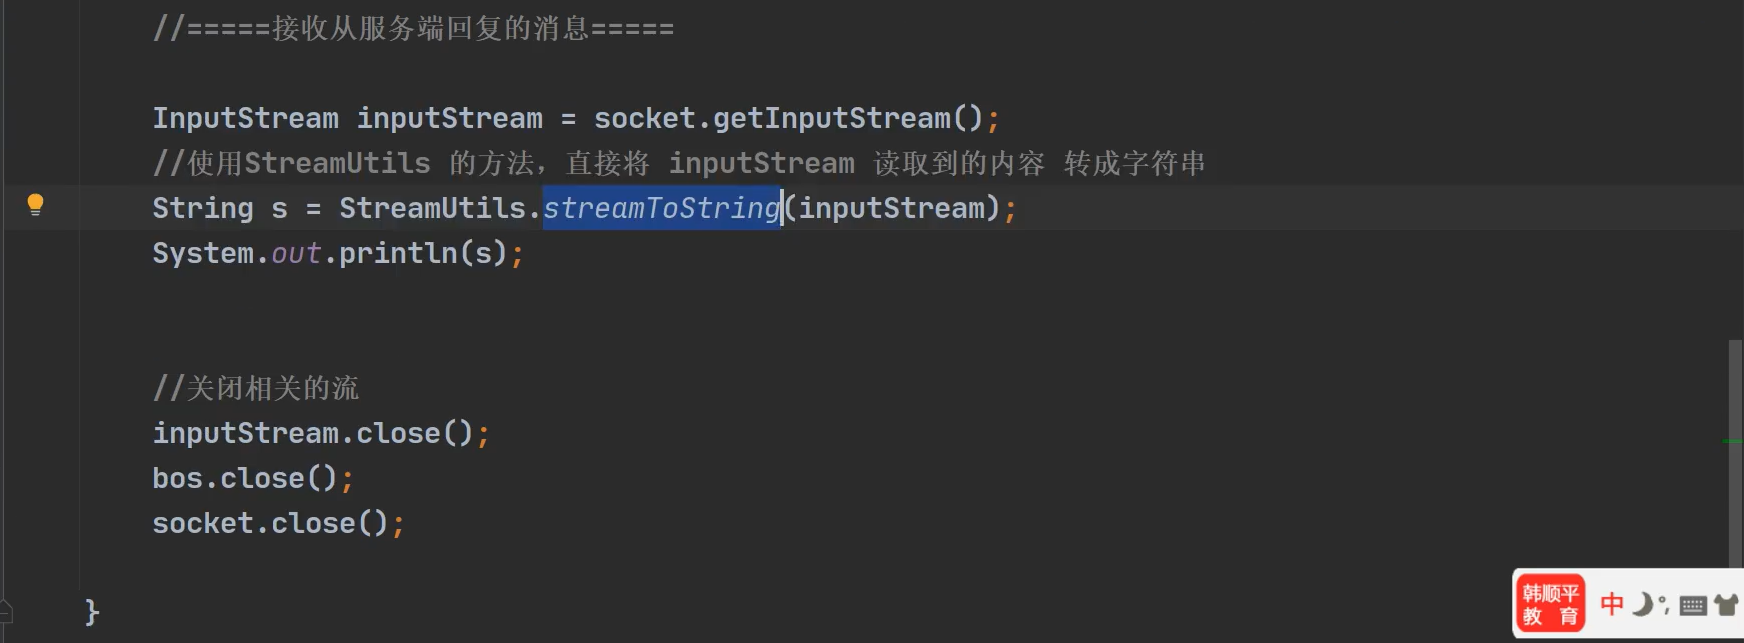 //=====接收从服务端回复的消息=====
InputStream inputStream = socket.getInputStream();
//使用StreamUtils 的方法，直接将 inputStream 读取到的内容 转成字符串
String s = StreamUtils.streamToString(inputStream);
System.out.println(s);
//关闭相关的流
inputStream.close();
bos.close();
socket.close();
}
韩顺平
教 育
中